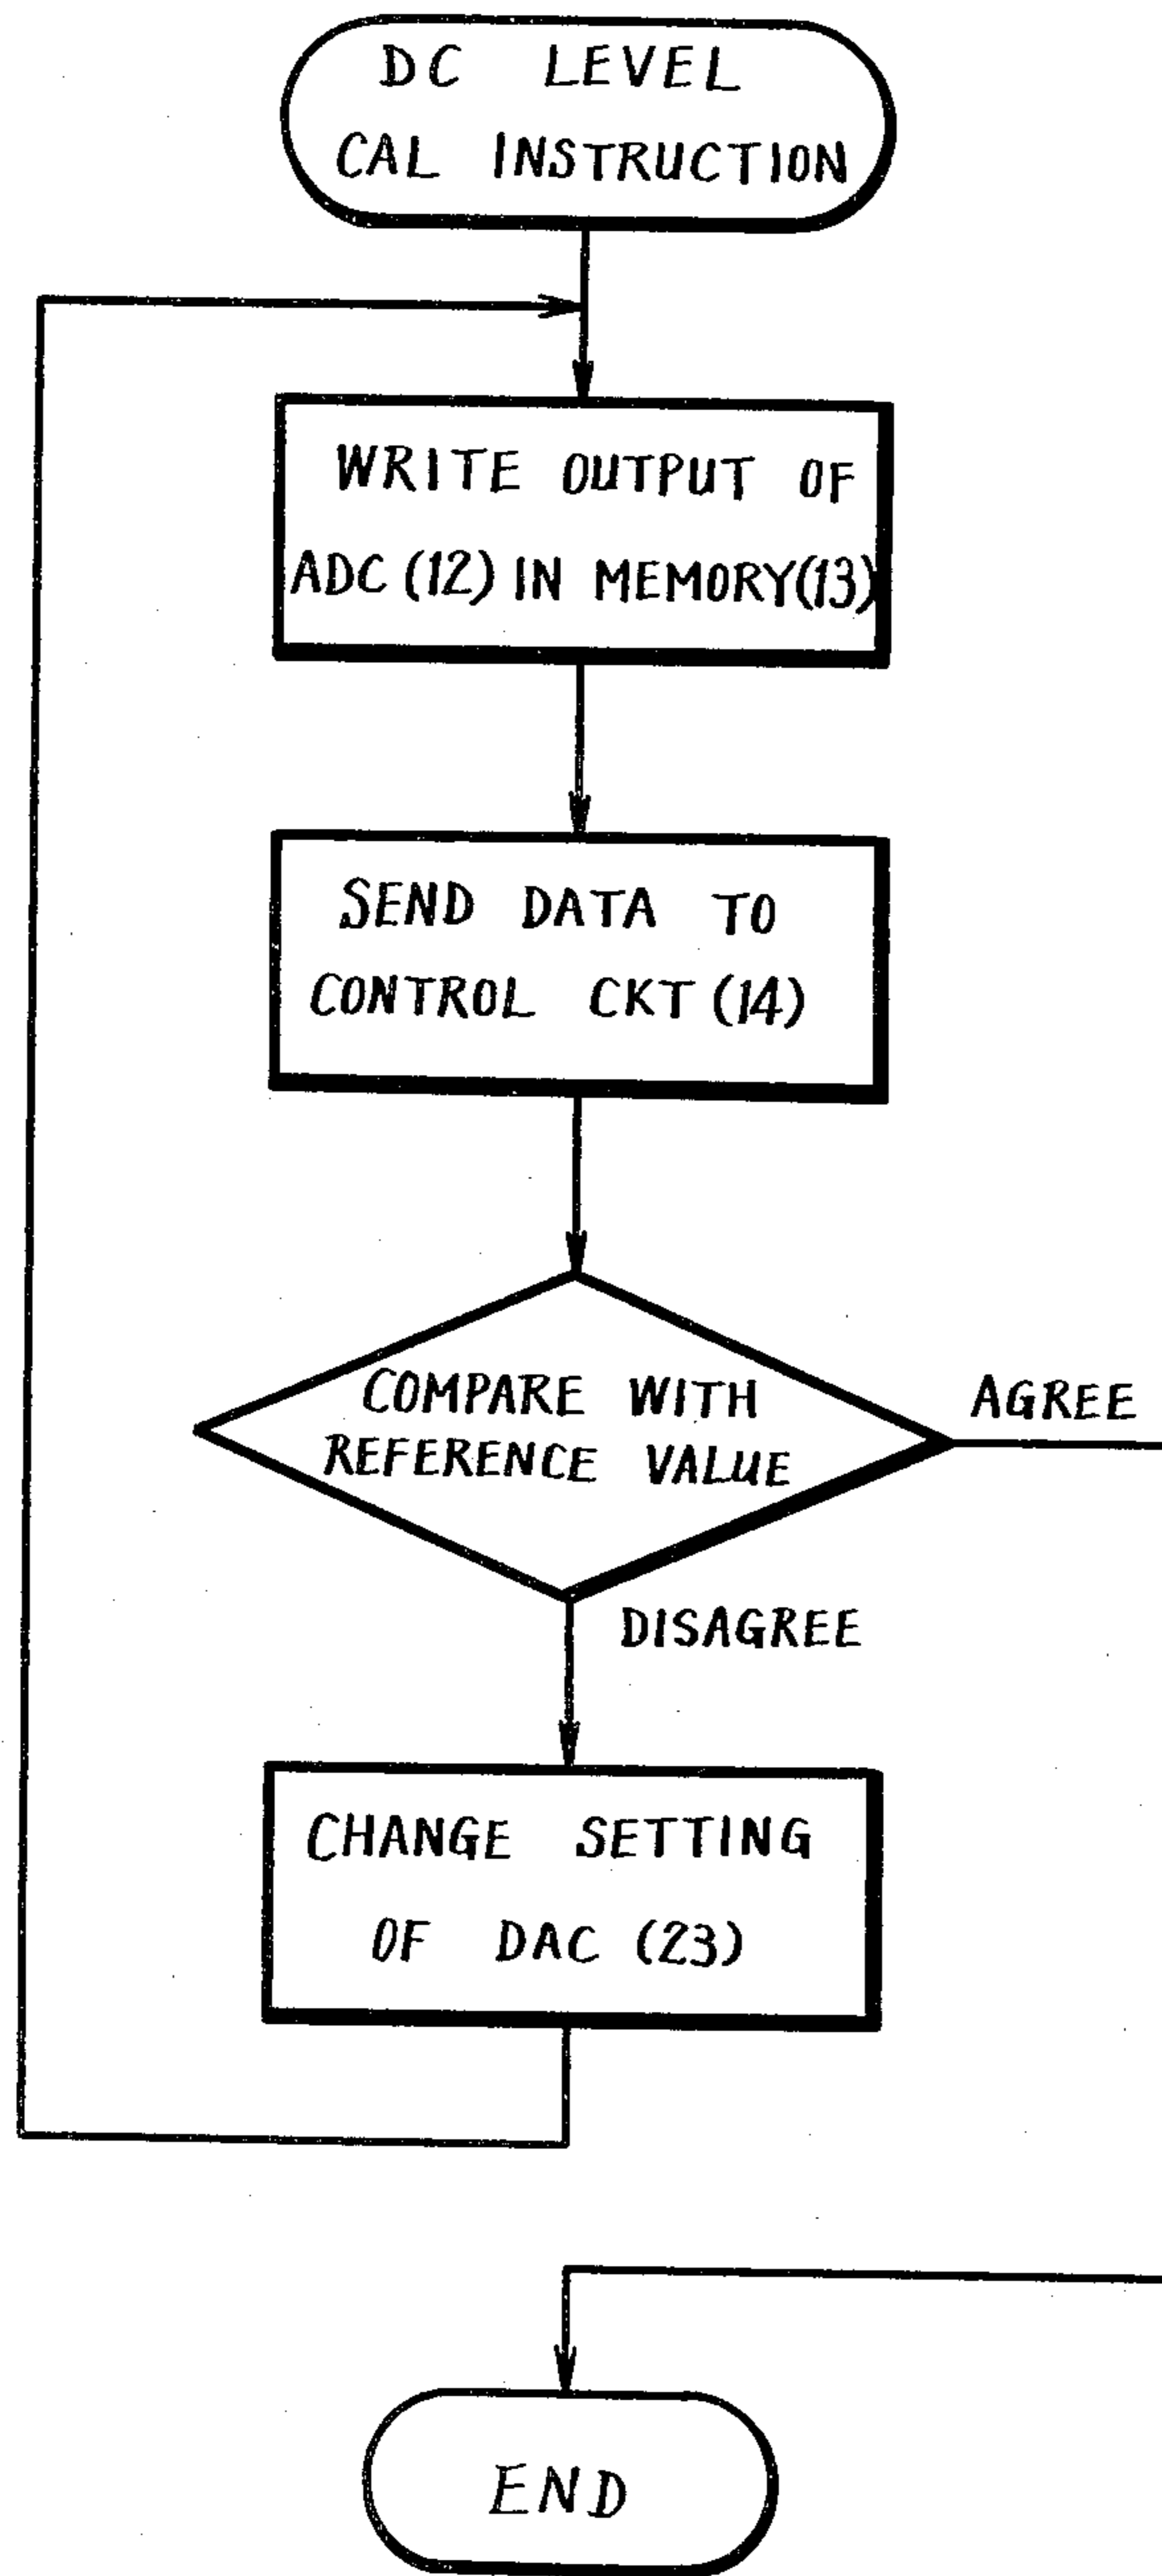 DC LEVEL
CAL INSTRUCTION
WRITE OUTPUT OF
ADC (12) IN MEMORY (13)
SEND DATA TO
CONTROL CKT (14)
COMPARE WITH
REFERENCE VALUE
AGREE
DISAGREE
CHANGE SETTING
OF DAC (23)
END